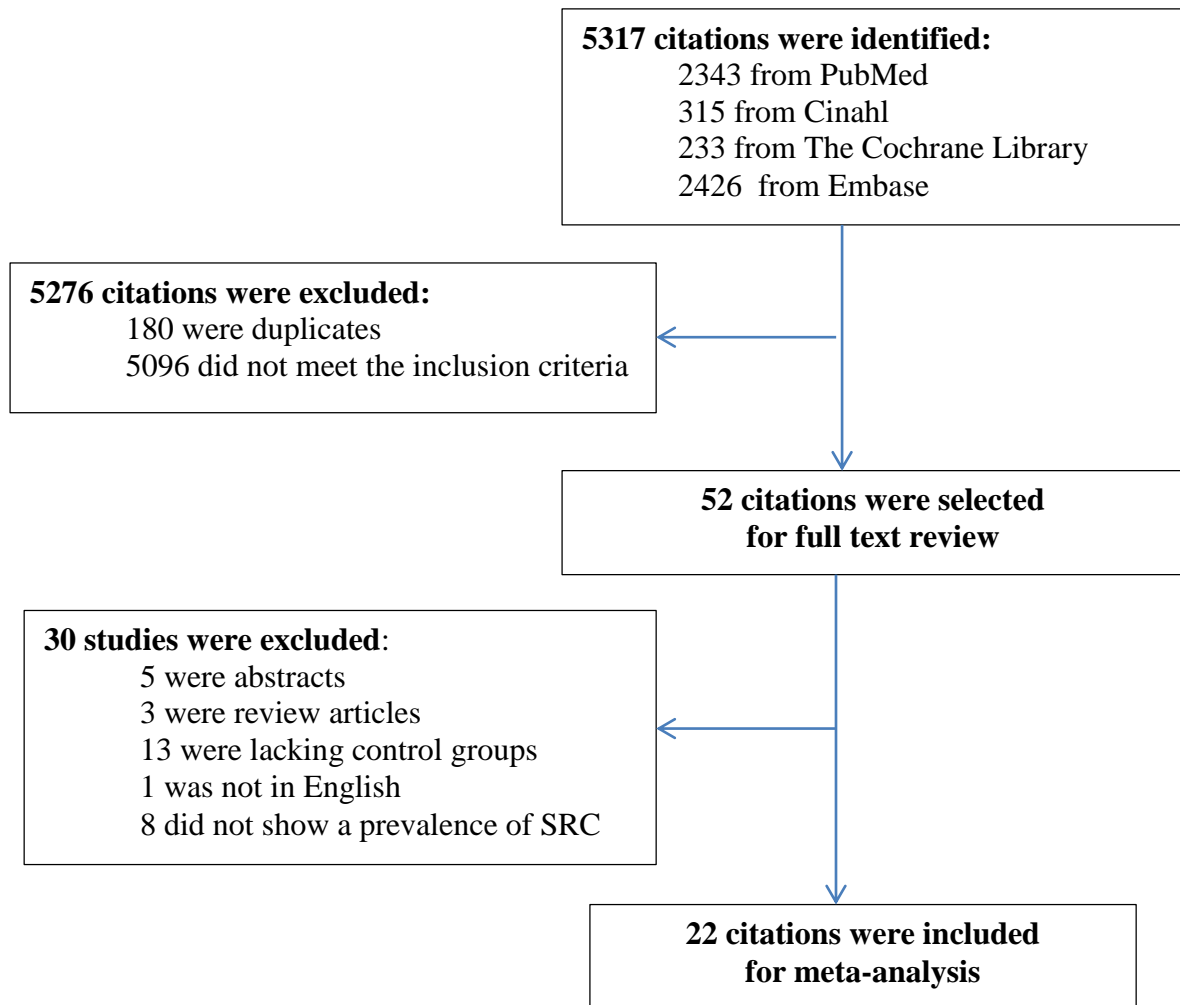 5317 citations were identified:
2343 from PubMed
315 from Cinahl
233 from The Cochrane Library
2426 from Embase
5276 citations were excluded:
180 were duplicates
5096 did not meet the inclusion criteria
52 citations were selected
for full text review
30 studies were excluded:
5 were abstracts
3 were review articles
13 were lacking control groups
1 was not in English
8 did not show a prevalence of SRC
22 citations were included
for meta-analysis